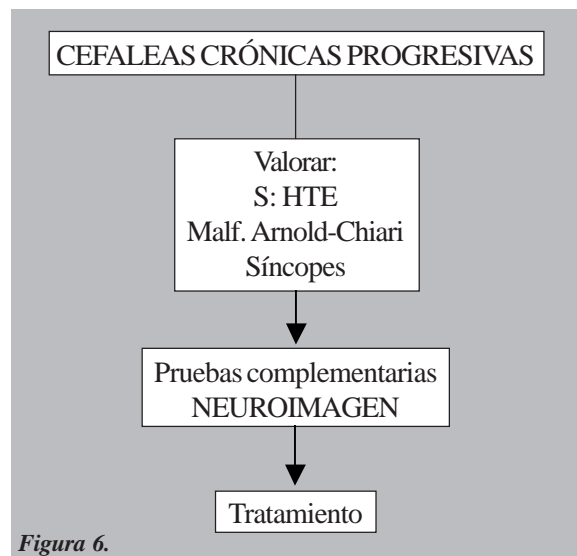 CEFALEAS CRÓNICAS PROGRESIVAS
Valorar:
S: HTE
Malf. Arnold-Chiari
Síncopes
Pruebas complementarias
NEUROIMAGEN
Tratamiento
Figura 6.